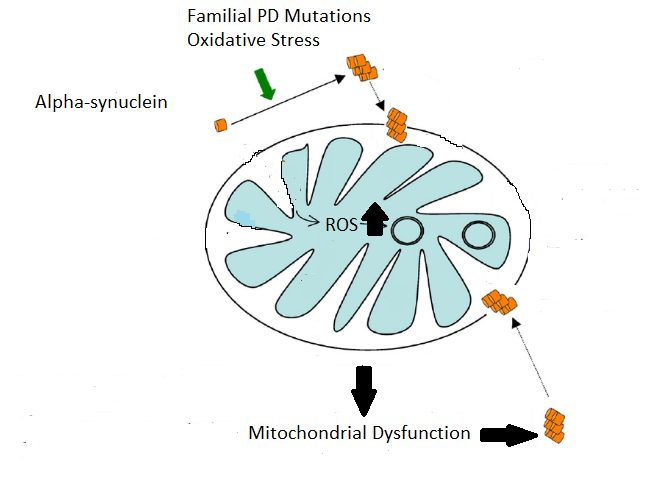 Familial PD Mutations
Oxidative Stress
Alpha-synuclein
ROS
Mitochondrial Dysfunction